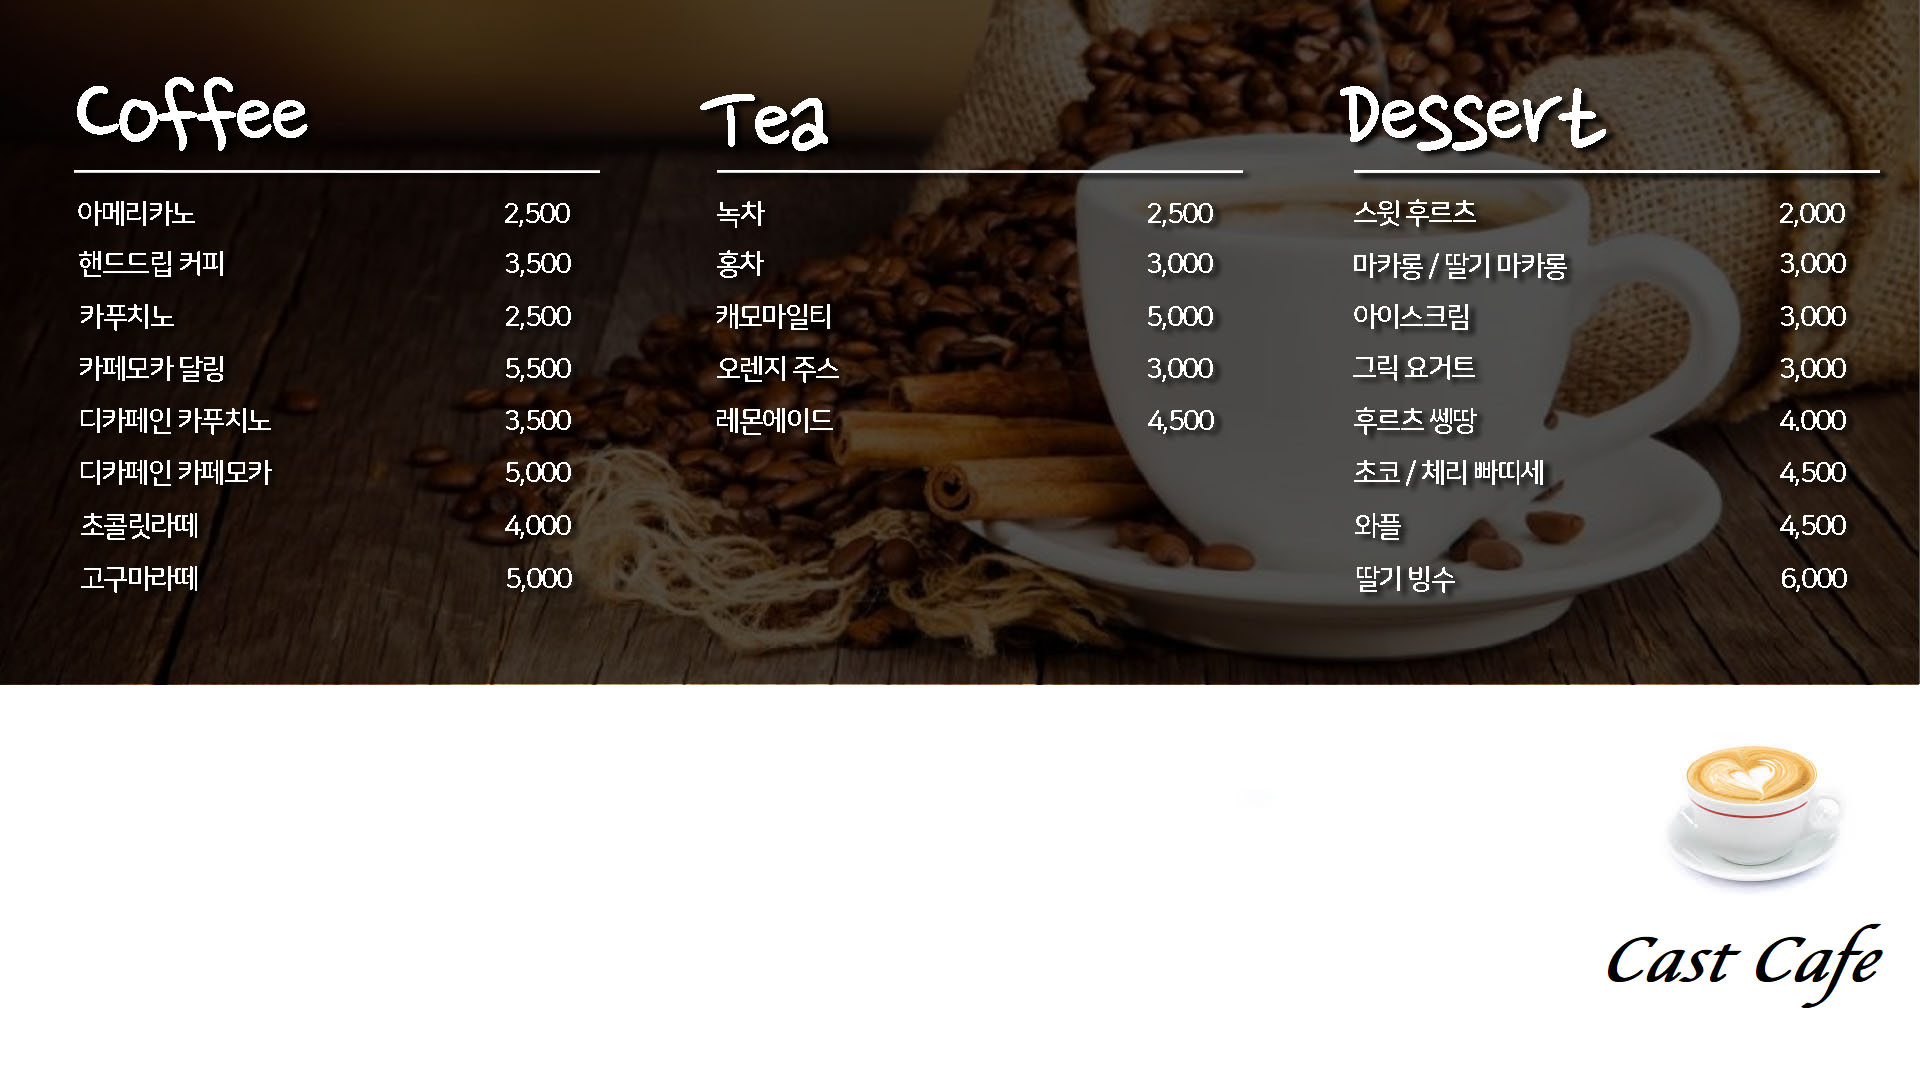 Coffee
아메리카노 2,500
핸드드립 커피 3,500
카푸치노 2,500
카페모카 달링 5,500
디카페인 카푸치노 3,500
디카페인 카페모카 5,000
초콜릿라떼 4,000
고구마라떼 5,000
Tea
녹차 2,500
홍차 3,000
캐모마일티 5,000
오렌지 주스 3,000
레몬에이드 4,500
Dessert
스윗 후르츠 2,000
마카롱 / 딸기 마카롱 3,000
아이스크림 3,000
그릭 요거트 3,000
후르츠 쎙땅 4.000
초코 / 체리 빠띠세 4,500
와플 4,500
딸기 빙수 6,000
Cast Cafe